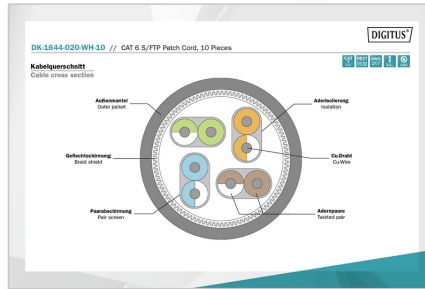 DIGITUS®
DK-1644-020-WH-10 // CAT 6 S/FTP Patch Cord, 10 Pieces
Kabelquerschnitt
Cable cross section
Außenmantel
Outer jacket
Aderisolierung
Isolation
Geflechtschirmung
Braid shield
Cu-Draht
Cu-Wire
Paarabschirmung
Pair screen
Adernpaare
Twisted pair